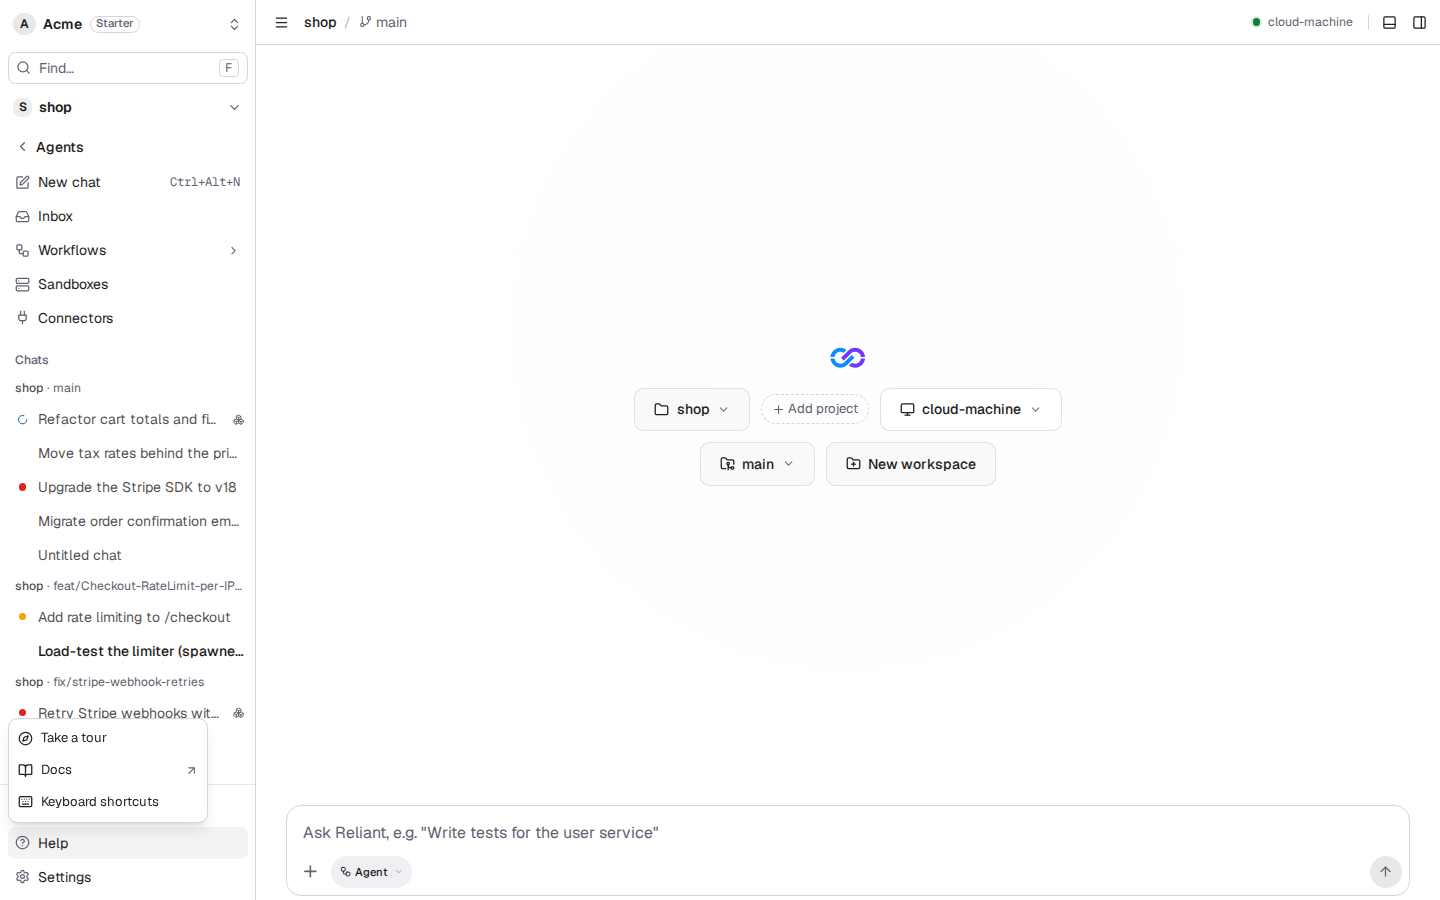 A Acme Starter
Find... F
S shop
Agents
New chat Ctrl+Alt+N
Inbox
Workflows
Sandboxes
Connectors
Chats
shop · main
Refactor cart totals and fi...
Move tax rates behind the pri...
Upgrade the Stripe SDK to v18
Migrate order confirmation em...
Untitled chat
shop · feat/Checkout-RateLimit-per-IP...
Add rate limiting to /checkout
Load-test the limiter (spawne...
shop · fix/stripe-webhook-retries
Retry Stripe webhooks wit...
Take a tour
Docs
Keyboard shortcuts
Help
Settings
shop / main
cloud-machine
shop
Add project
cloud-machine
main
New workspace
Ask Reliant, e.g. "Write tests for the user service"
Agent